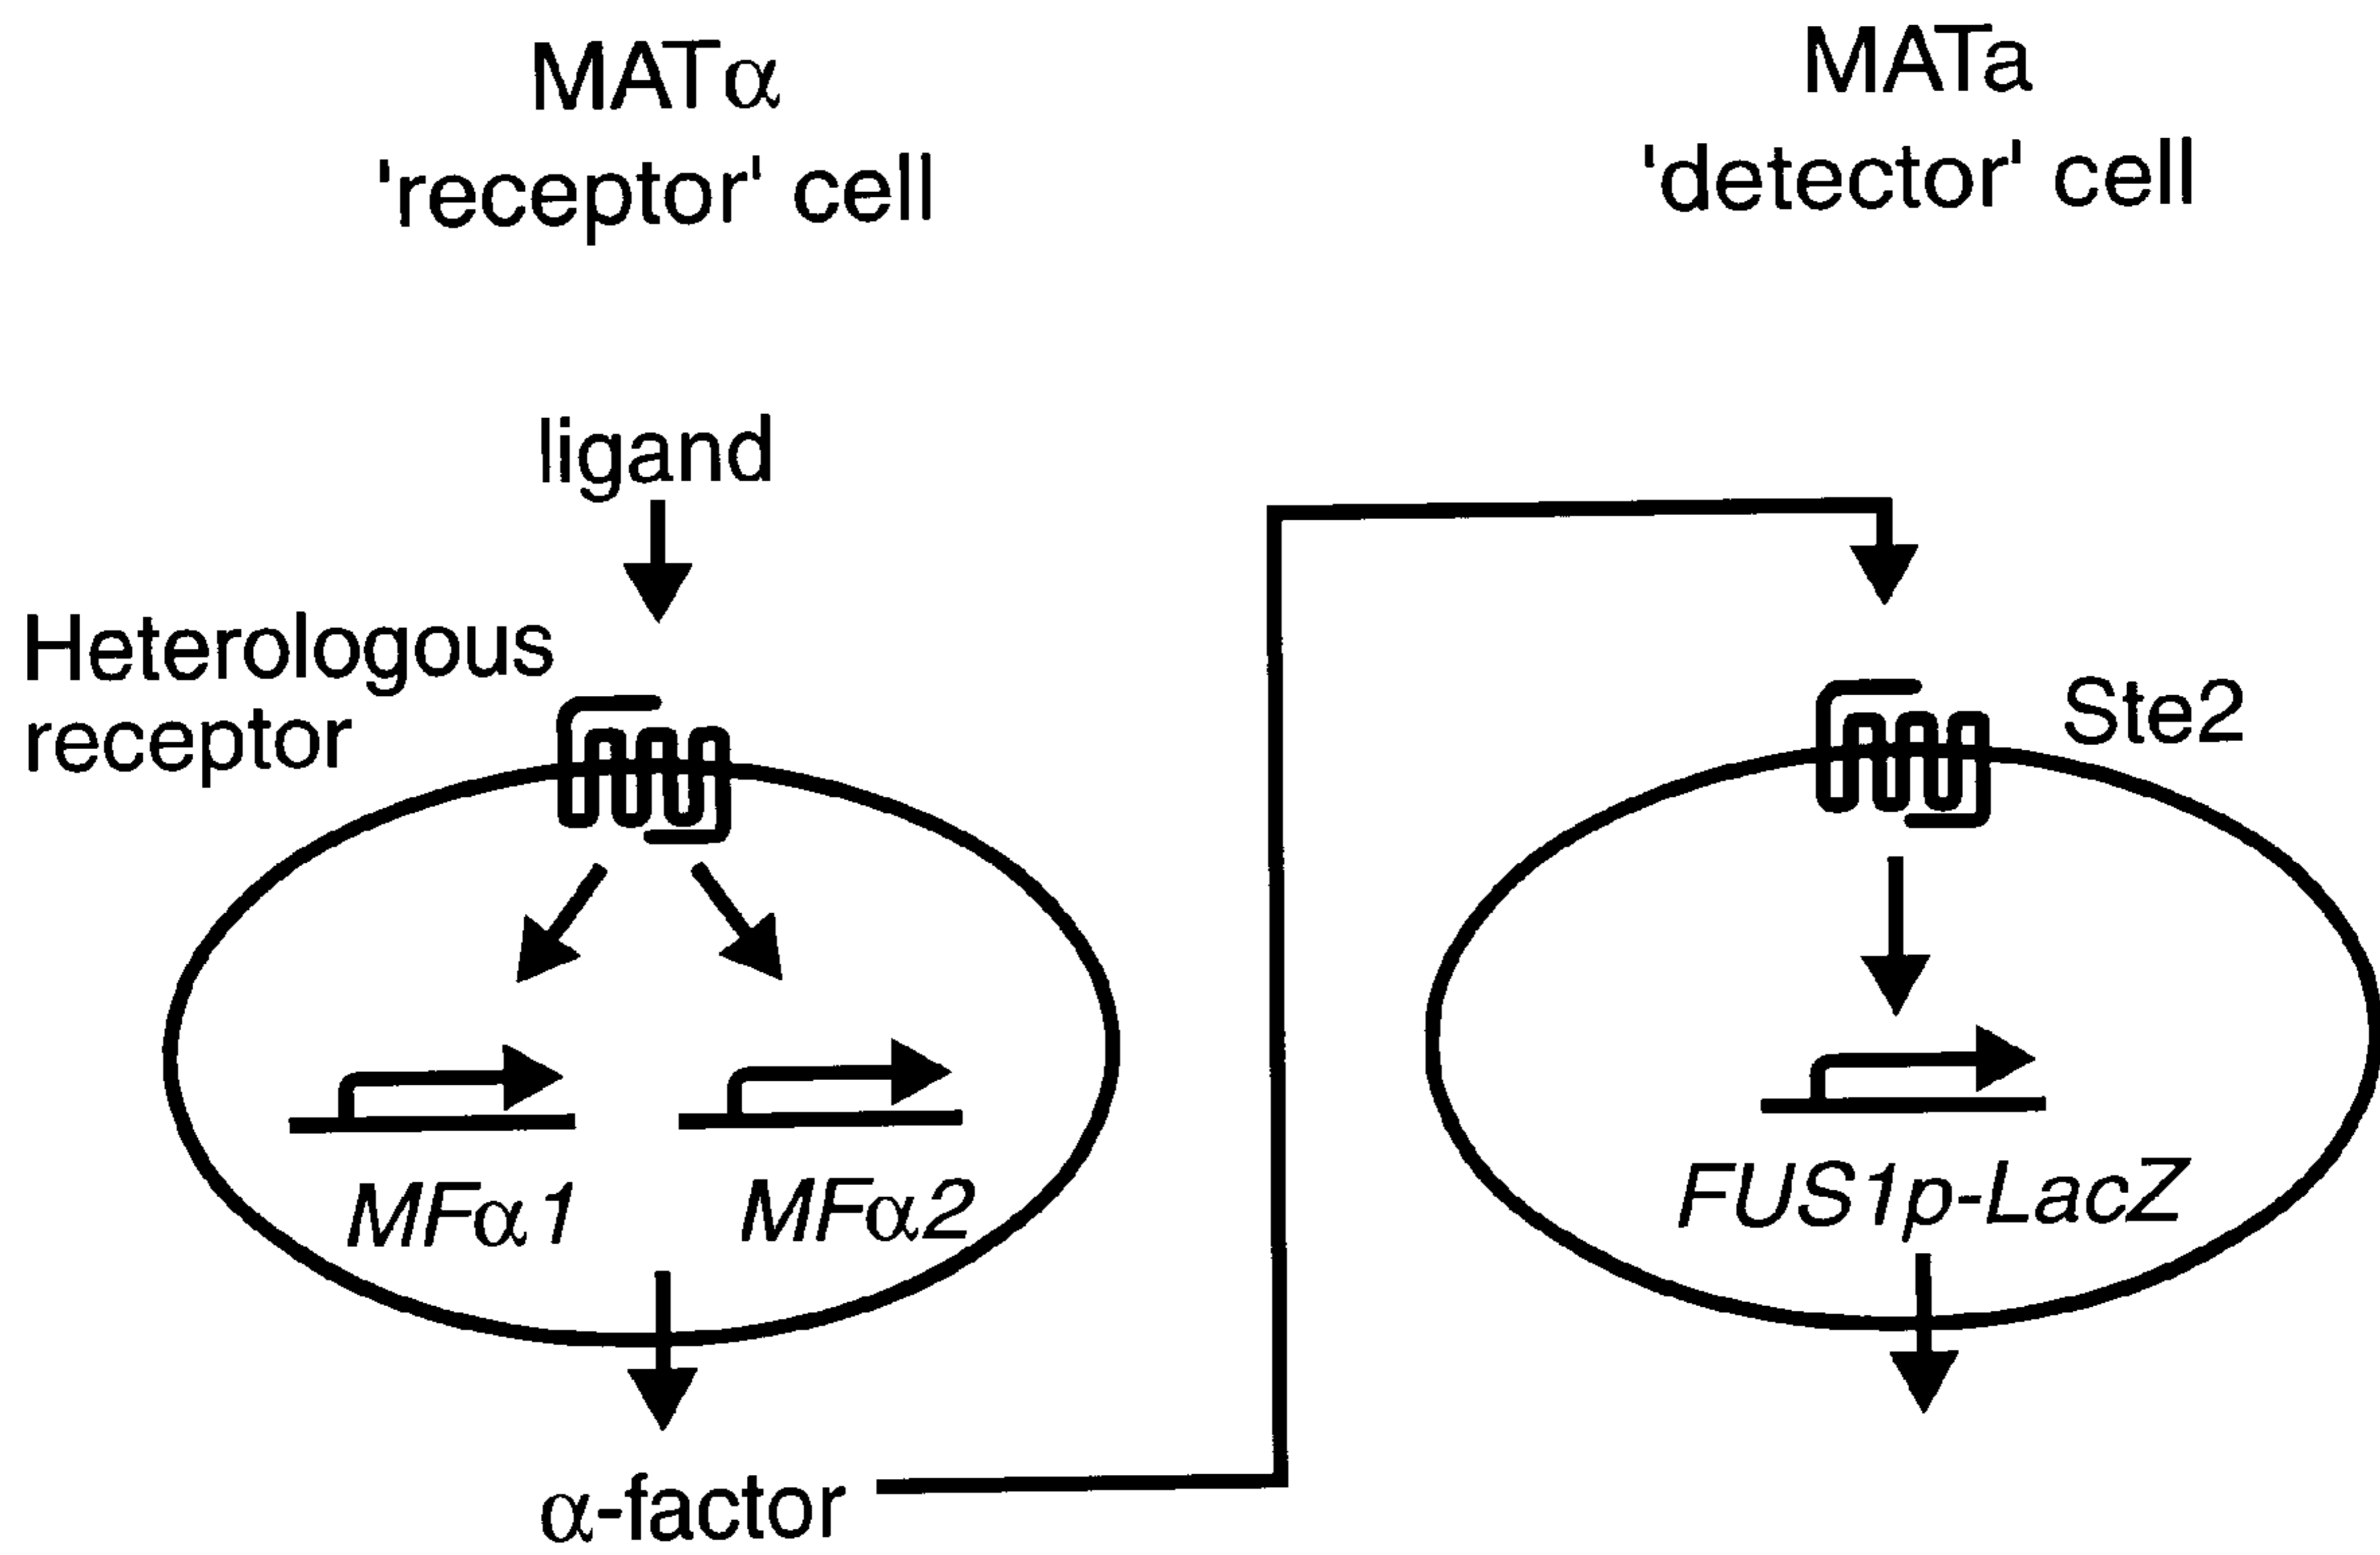 MATα
'receptor' cell
ligand
Heterologous
receptor
MFα1
MFα2
α-factor
MATa
'detector' cell
Ste2
FUS1p-LacZ